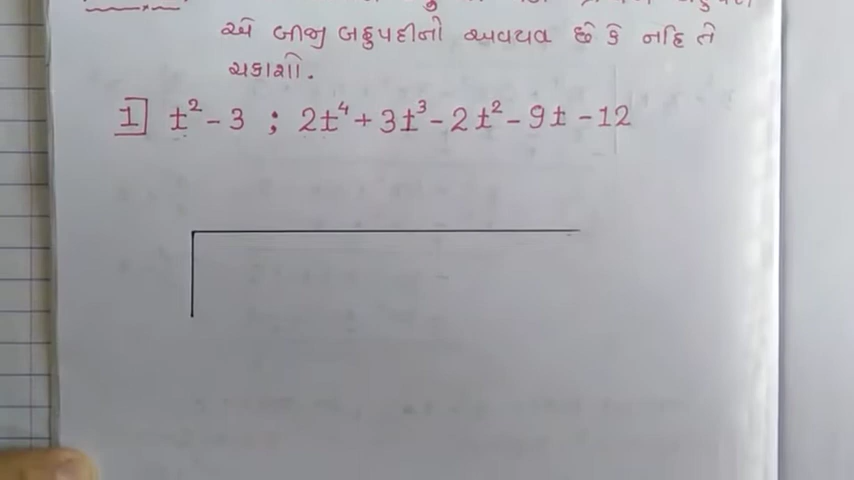 એ બીજી બહુપદીનો અવયવ છે કે નહિ તે
ચકાશો.
1 t² - 3 ; 2t⁴ + 3t³ - 2t² - 9t - 12